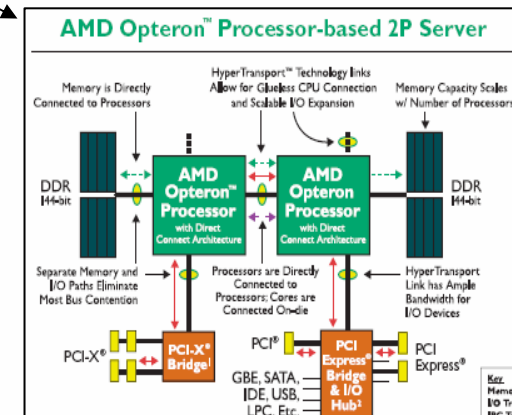 AMD Opteron™ Processor-based 2P Server
Memory is Directly
Connected to Processors
HyperTransport™ Technology links
Allow for Glueless CPU Connection
and Scalable I/O Expansion
Memory Capacity Scales
w/ Number of Processors
DDR
144-bit
AMD
Opteron™
Processor
with Direct
Connect Architecture
AMD
Opteron
Processor
with Direct
Connect Architecture
DDR
144-bit
Separate Memory and
I/O Paths Eliminate
Most Bus Contention
Processors are Directly
Connected to
Processors; Cores are
Connected On-die
HyperTransport
Link has Ample
Bandwidth for
I/O Devices
PCI-X®
PCI-X®
Bridge¹
PCI®
PCI
Express®
Bridge
& I/O
Hub²
PCI
Express®
GBE, SATA,
IDE, USB,
LPC, Etc.
Key
Memo
I/O Tr